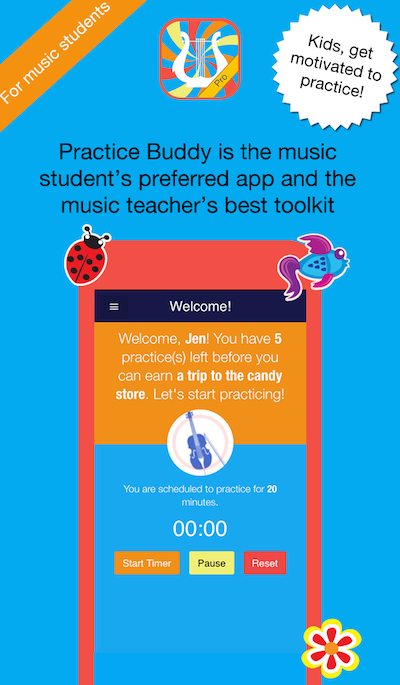 For music students
Pro
Kids, get
motivated to
practice!
Practice Buddy is the music
student's preferred app and the
music teacher's best toolkit
Welcome!
Welcome, Jen! You have 5
practice(s) left before you
can earn a trip to the candy
store. Let's start practicing!
You are scheduled to practice for 20
minutes.
00:00
Start Timer
Pause
Reset